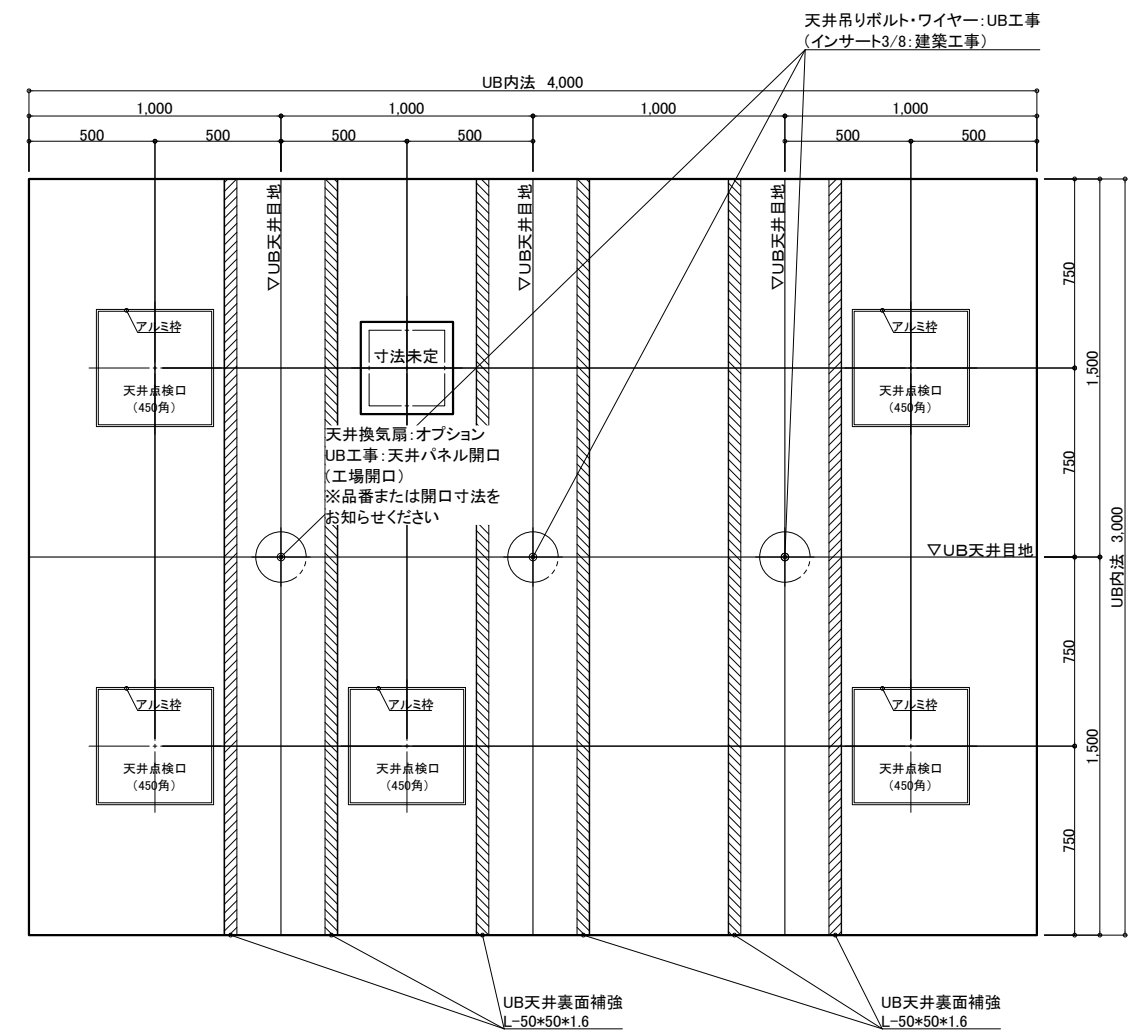 天井吊りボルト・ワイヤー:UB工事
(インサート3/8:建築工事)
UB内法 4,000
1,000 1,000 1,000 1,000
500 500 500 500 500 500
▽UB天井目地
▽UB天井目地
▽UB天井目地
750
アルミ枠
寸法未定
アルミ枠
天井点検口
(450角)
天井点検口
(450角)
1,500
天井換気扇:オプション
UB工事:天井パネル開口
(工場開口)
※品番または開口寸法を
お知らせください
750
UB内法 3,000
▽UB天井目地
750
アルミ枠
アルミ枠
アルミ枠
天井点検口
(450角)
天井点検口
(450角)
天井点検口
(450角)
1,500
750
UB天井裏面補強
L-50*50*1.6
UB天井裏面補強
L-50*50*1.6